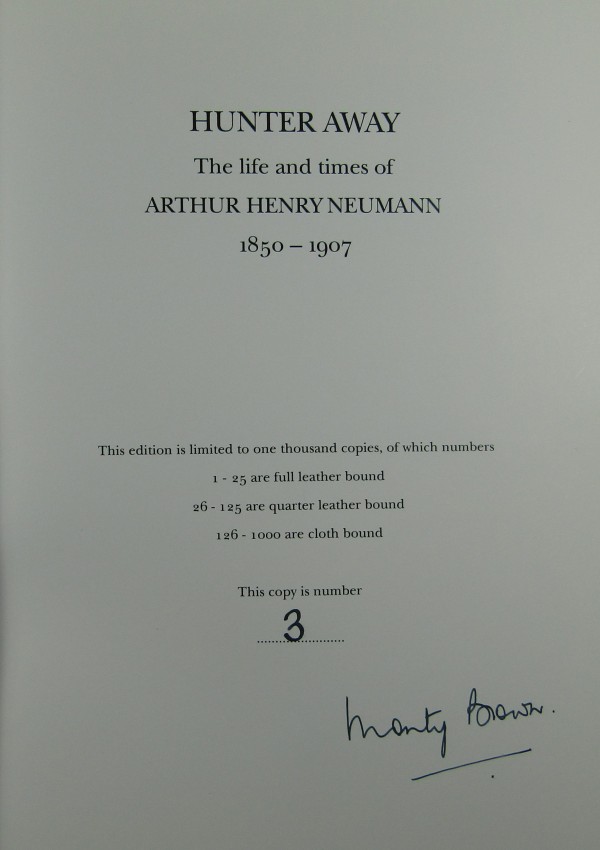 HUNTER AWAY
The life and times of
ARTHUR HENRY NEUMANN
1850 – 1907
This edition is limited to one thousand copies, of which numbers
1 - 25 are full leather bound
26 - 125 are quarter leather bound
126 - 1000 are cloth bound
This copy is number
3
Monty Brown.